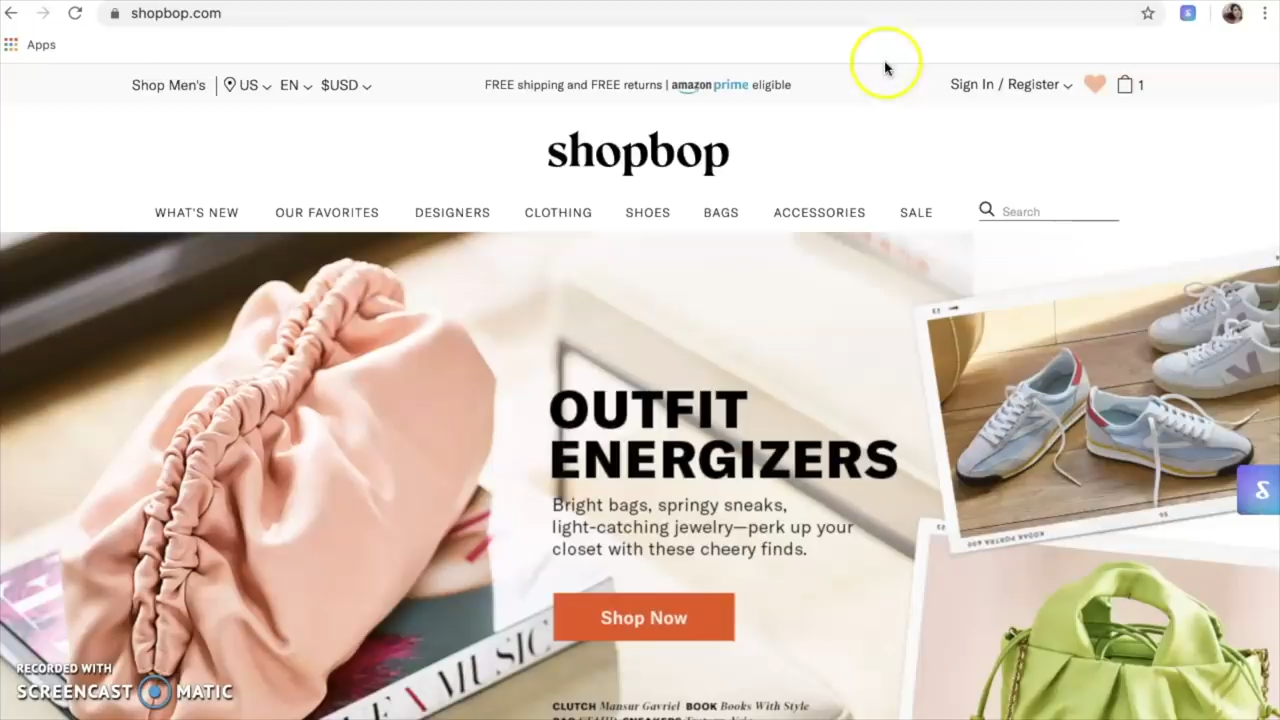 shopbop.com
Apps
Shop Men's US EN $USD FREE shipping and FREE returns | amazon prime eligible Sign In / Register 1
shopbop
WHAT'S NEW OUR FAVORITES DESIGNERS CLOTHING SHOES BAGS ACCESSORIES SALE Search
OUTFIT
ENERGIZERS
Bright bags, springy sneaks,
light-catching jewelry—perk up your
closet with these cheery finds.
Shop Now
KODAK PORTRA 400
MUSIC
RECORDED WITH
SCREENCAST MATIC
CLUTCH Mansur Gavriel BOOK Books With Style